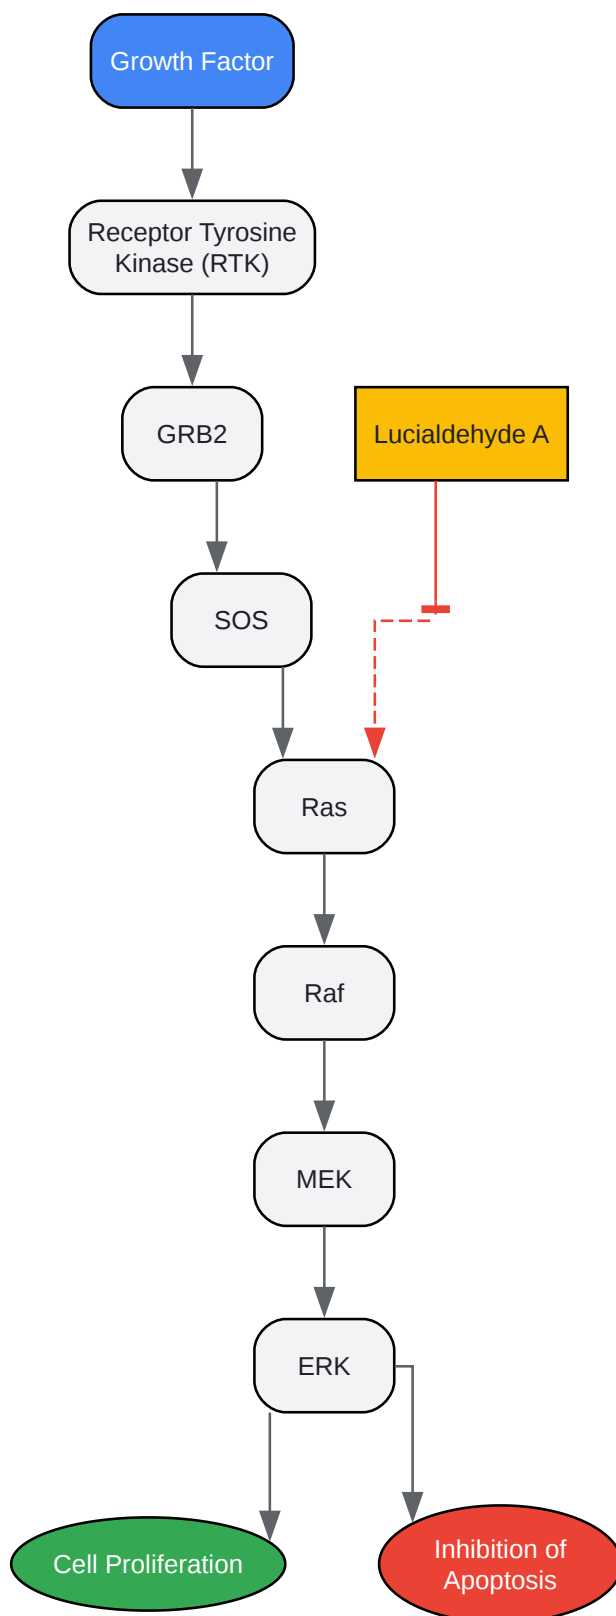 Growth Factor
Receptor Tyrosine
Kinase (RTK)
GRB2
Lucialdehyde A
SOS
Ras
Raf
MEK
ERK
Cell Proliferation
Inhibition of
Apoptosis